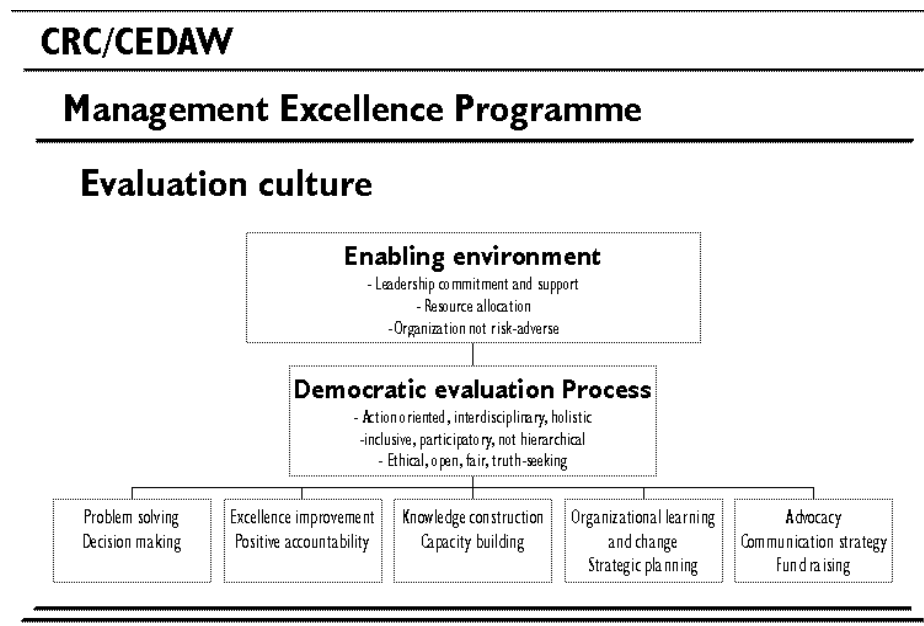 CRC/CEDAW
Management Excellence Programme
Evaluation culture
Enabling environment
- Leadership commitment and support
- Resource allocation
-Organization not risk-adverse
Democratic evaluation Process
- Action oriented, interdisciplinary, holistic
-inclusive, participatory, not hierarchical
- Ethical, open, fair, truth-seeking
Problem solving
Decision making
Excellence improvement
Positive accountability
Knowledge construction
Capacity building
Organizational learning
and change
Strategic planning
Advocacy
Communication strategy
Fund raising